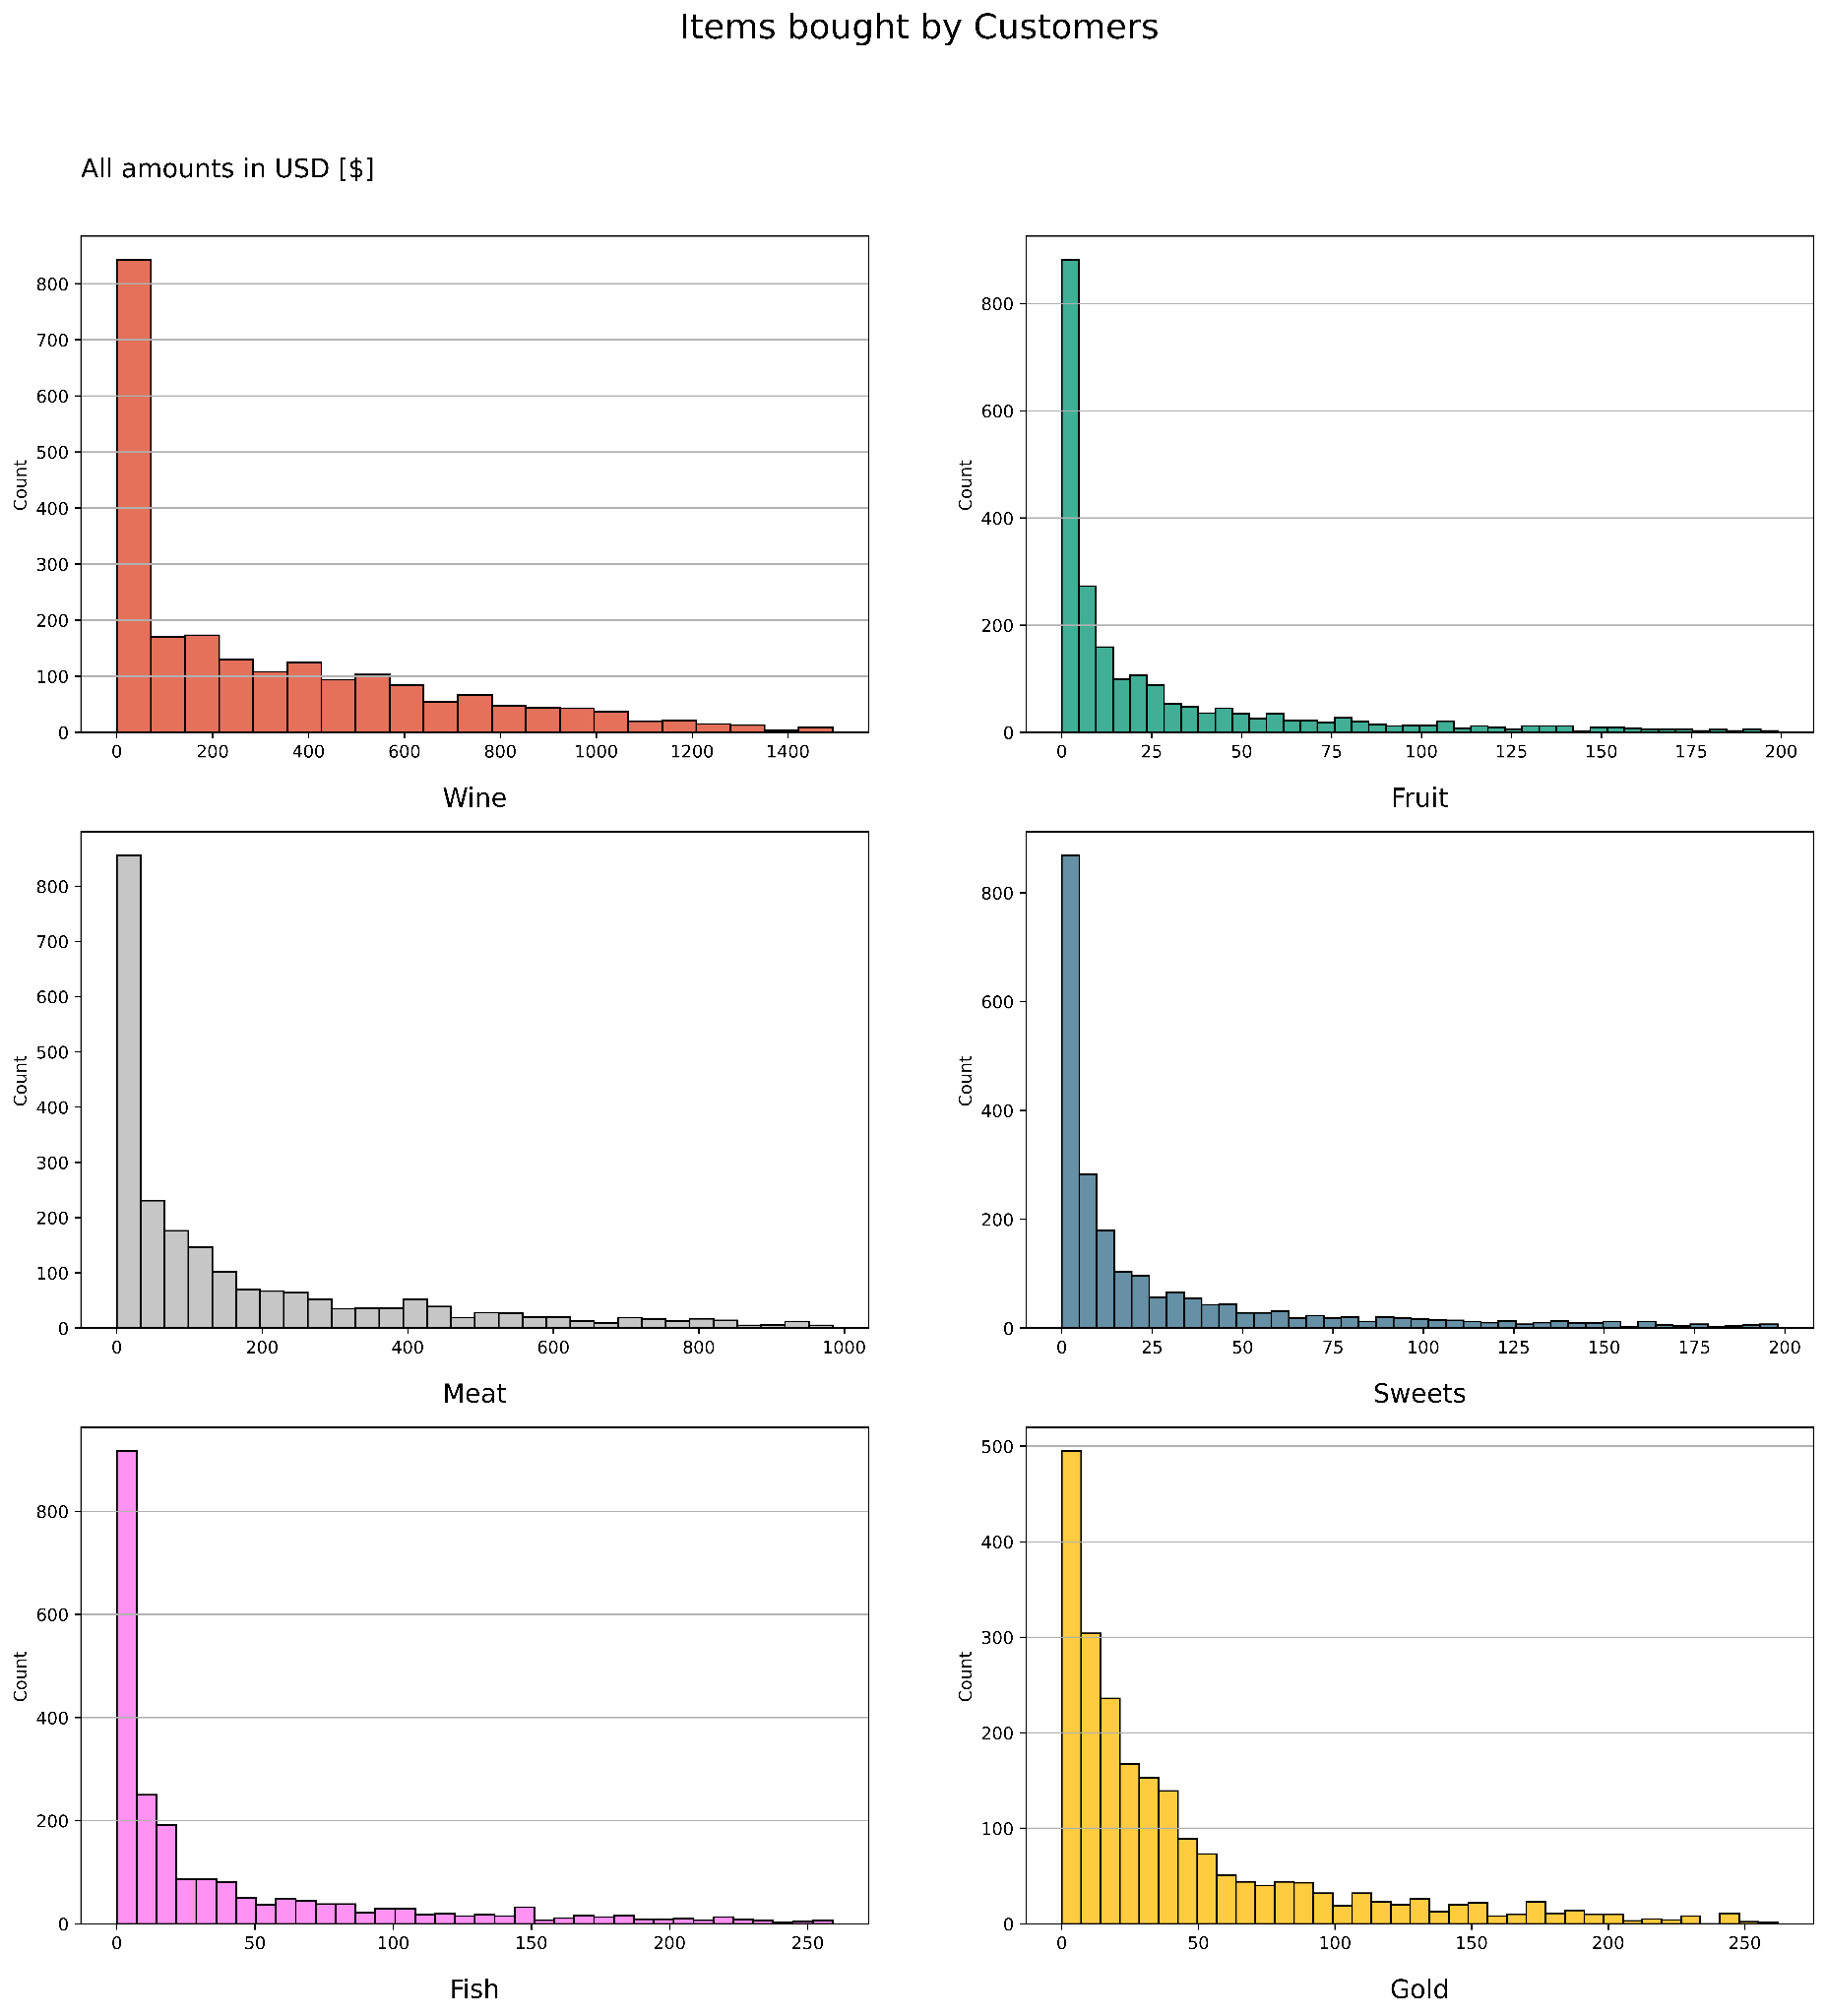 Items bought by Customers
All amounts in USD [$]
800
700
600
500
400
300
200
100
0
Count
0 200 400 600 800 1000 1200 1400
Wine
800
600
400
200
0
Count
0 25 50 75 100 125 150 175 200
Fruit
800
700
600
500
400
300
200
100
0
Count
0 200 400 600 800 1000
Meat
800
600
400
200
0
Count
0 25 50 75 100 125 150 175 200
Sweets
800
600
400
200
0
Count
0 50 100 150 200 250
Fish
500
400
300
200
100
0
Count
0 50 100 150 200 250
Gold